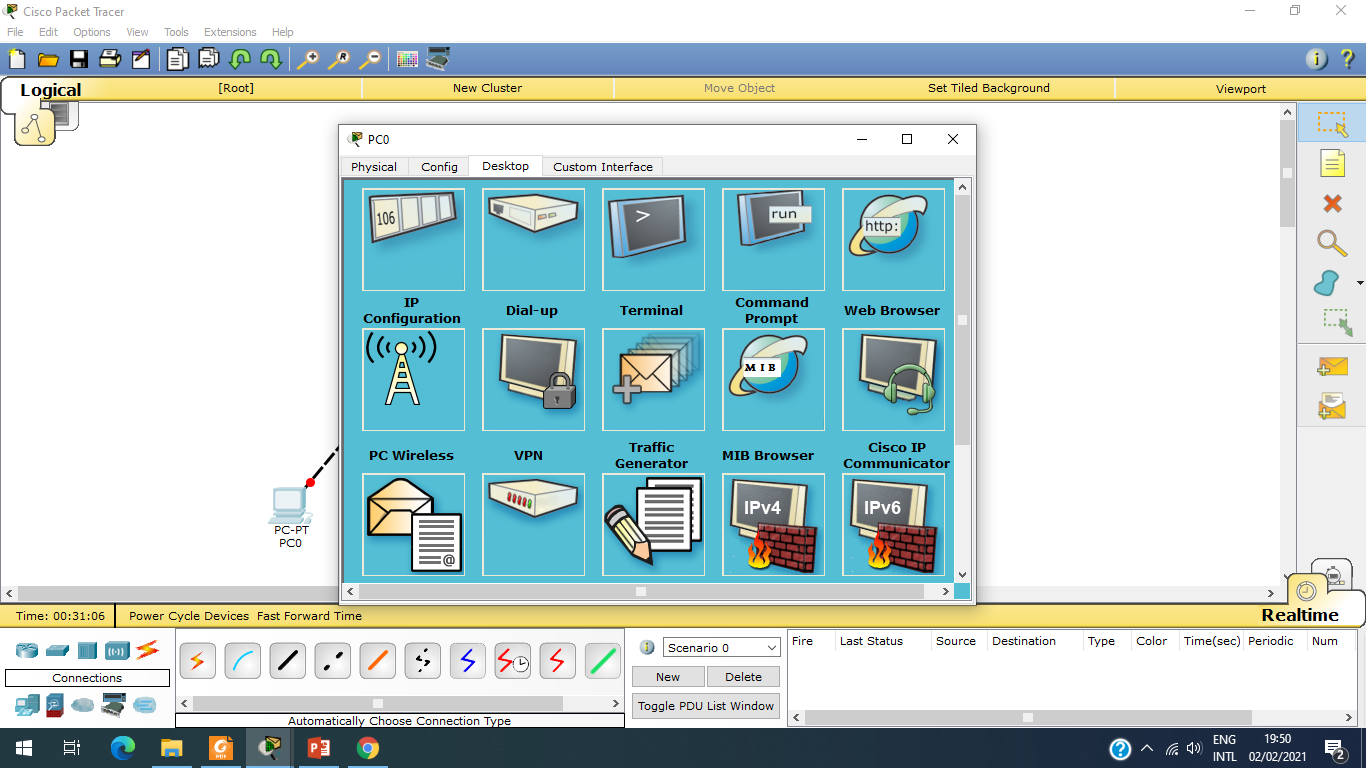 Cisco Packet Tracer
File Edit Options View Tools Extensions Help
Logical [Root] New Cluster Move Object Set Tiled Background Viewport
PC0
Physical Config Desktop Custom Interface
106 > run http:
IP Configuration
Dial-up
Terminal
Command Prompt
Web Browser
MIB
PC Wireless
VPN
Traffic Generator
MIB Browser
Cisco IP Communicator
@ IPv4 IPv6
PC-PT
PC0
Time: 00:31:06 Power Cycle Devices Fast Forward Time Realtime
Connections
Automatically Choose Connection Type
Scenario 0
New Delete
Toggle PDU List Window
Fire Last Status Source Destination Type Color Time(sec) Periodic Num
PDF
ENG
INTL
19:50
02/02/2021
2